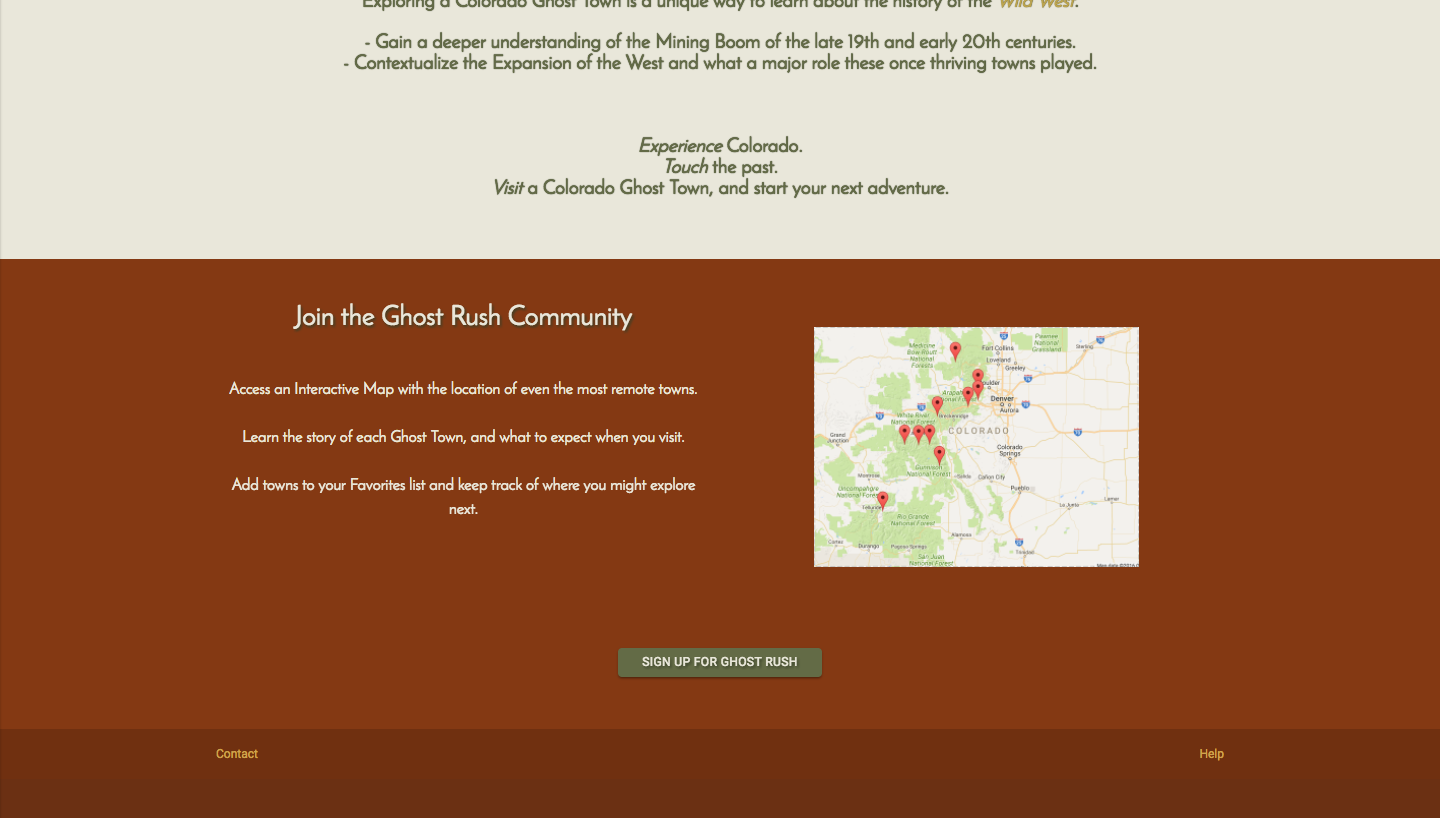 Exploring a Colorado Ghost Town is a unique way to learn about the history of the Wild West.
- Gain a deeper understanding of the Mining Boom of the late 19th and early 20th centuries.
- Contextualize the Expansion of the West and what a major role these once thriving towns played.
Experience Colorado.
Touch the past.
Visit a Colorado Ghost Town, and start your next adventure.
Join the Ghost Rush Community
Access an Interactive Map with the location of even the most remote towns.
Learn the story of each Ghost Town, and what to expect when you visit.
Add towns to your Favorites list and keep track of where you might explore
next.
Medicine
Bow-Routt
National
Forests
Fort Collins
Pawnee
National
Grassland
Sterling
Loveland
Greeley
oulder
Arapah
National
Denver
Aurora
White River
National
Breckenridge
Grand
Junction
COLORADO
Colorado
Springs
Gunnison
National Forest
Montrose
Salida
Cañon City
Uncompahgre
National
Pueblo
Telluride
La Junta
Lamar
Rio Grande
National Forest
Cortez
Durango
Pagosa Springs
Alamosa
Trinidad
San Juan
National Forest
Map data ©2016
SIGN UP FOR GHOST RUSH
Contact
Help